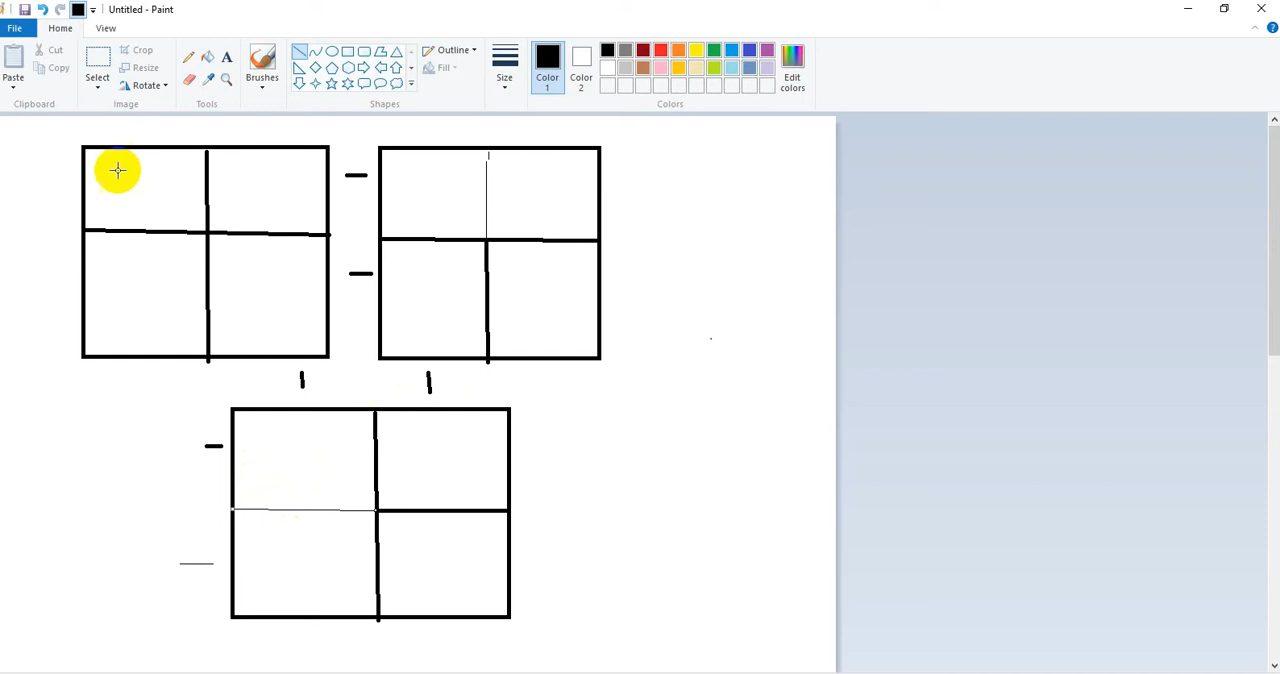 Untitled - Paint
File Home View
Paste
Cut
Copy
Clipboard
Select
Crop
Resize
Rotate
Image
Tools
Brushes
Shapes
Outline
Fill
Size
Color 1
Color 2
Edit colors
Colors